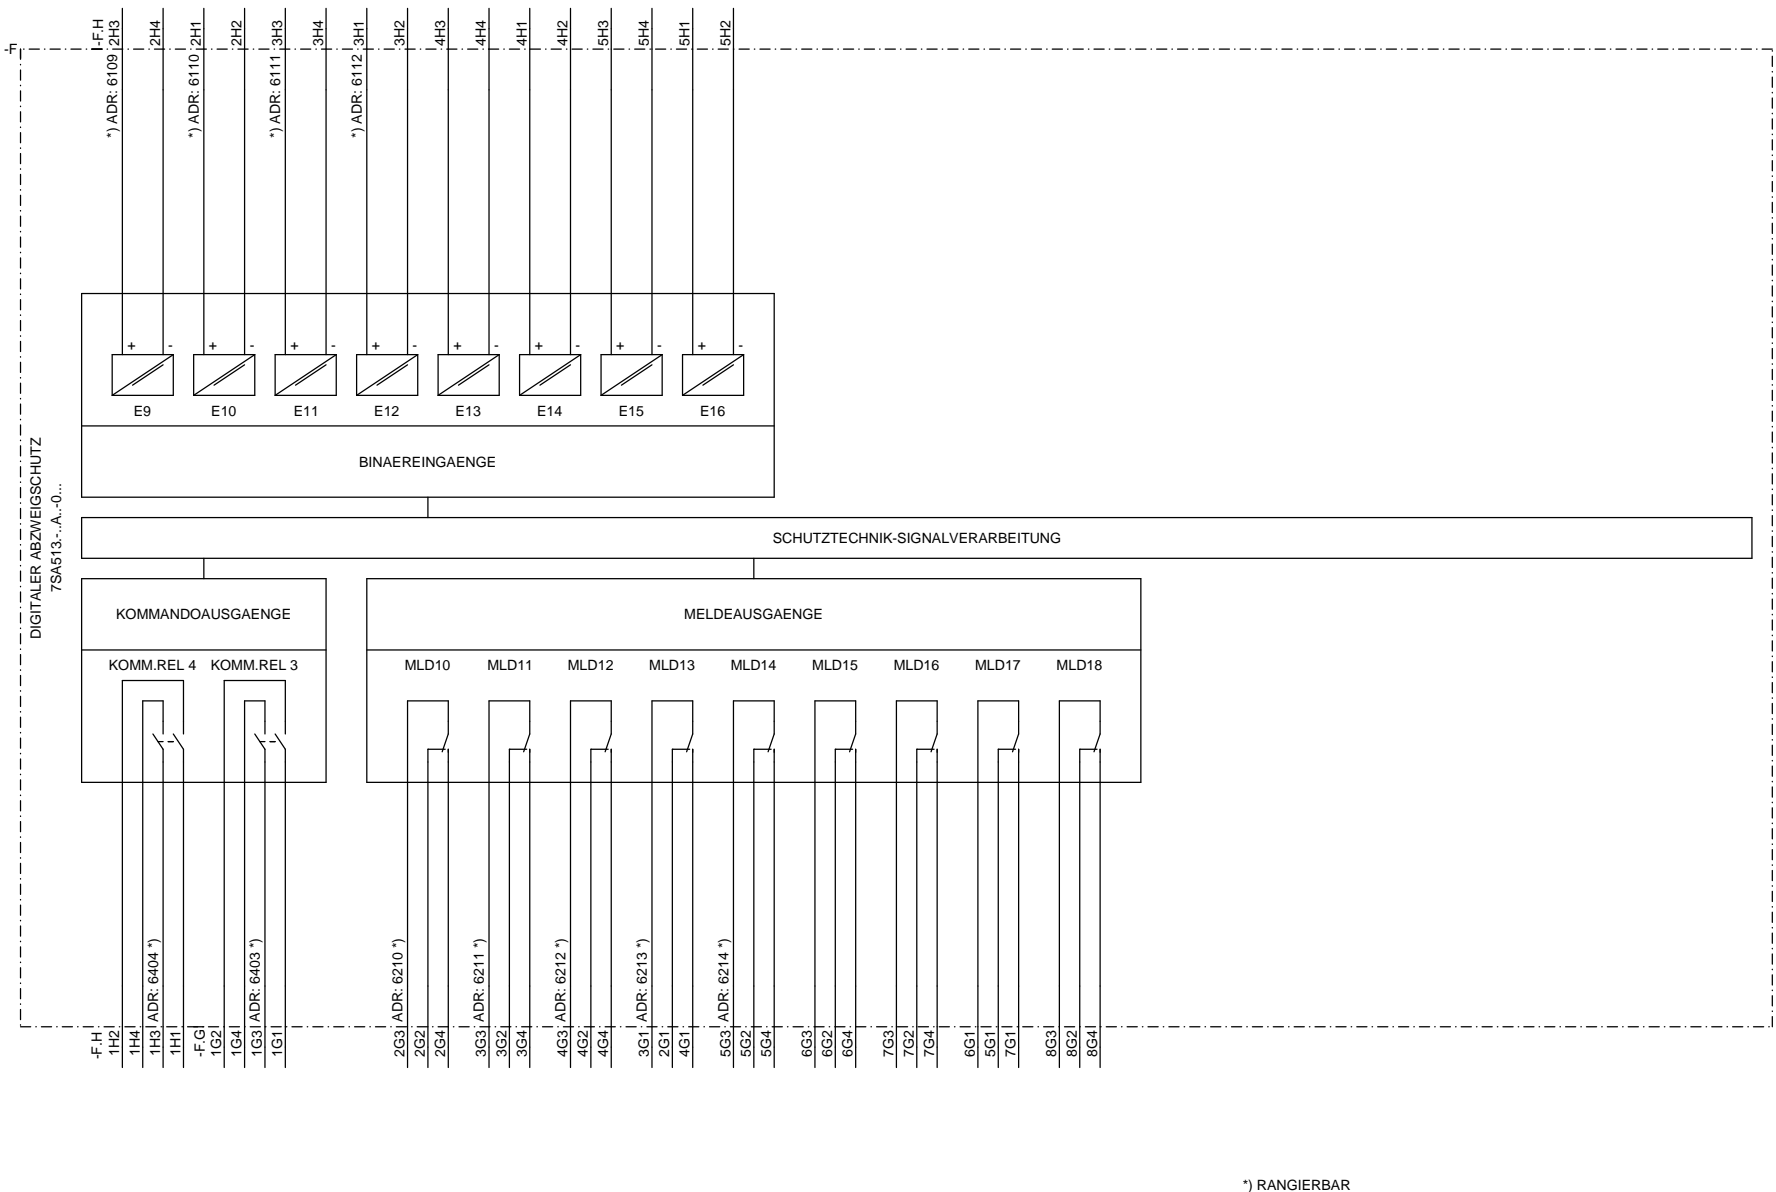 -F
-F.H
2H3
2H4
2H1
2H2
3H3
3H4
3H1
3H2
4H3
4H4
4H1
4H2
5H3
5H4
5H1
5H2
*) ADR: 6109
*) ADR: 6110
*) ADR: 6111
*) ADR: 6112
+ - + - + - + - + - + - + - + -
E9 E10 E11 E12 E13 E14 E15 E16
BINAEREINGAENGE
DIGITALER ABZWEIGSCHUTZ
7SA513.-..A..-0...
SCHUTZTECHNIK-SIGNALVERARBEITUNG
KOMMANDOAUSGAENGE
MELDEAUSGAENGE
KOMM.REL 4 KOMM.REL 3
MLD10 MLD11 MLD12 MLD13 MLD14 MLD15 MLD16 MLD17 MLD18
ADR: 6404 *)
ADR: 6403 *)
ADR: 6210 *)
ADR: 6211 *)
ADR: 6212 *)
ADR: 6213 *)
ADR: 6214 *)
-F.H
1H2
1H4
1H3
1H1
-F.G
1G2
1G4
1G3
1G1
2G3
2G2
2G4
3G3
3G2
3G4
4G3
4G2
4G4
3G1
2G1
4G1
5G3
5G2
5G4
6G3
6G2
6G4
7G3
7G2
7G4
6G1
5G1
7G1
8G3
8G2
8G4
*) RANGIERBAR